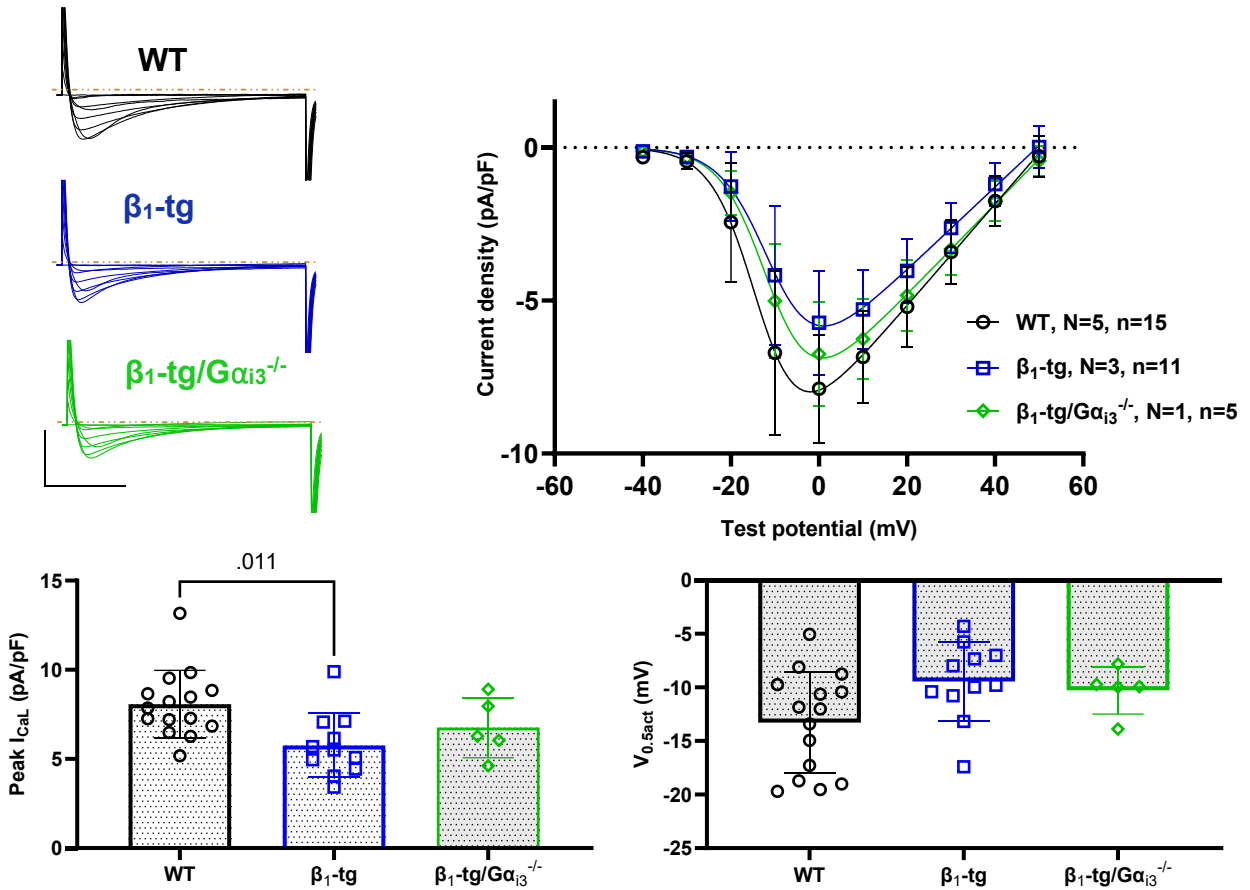 WT
β₁-tg
β₁-tg/Gαi3⁻/⁻
Current density (pA/pF)
0
-5
-10
-60
-40
-20
0
20
40
60
Test potential (mV)
WT, N=5, n=15
β₁-tg, N=3, n=11
β₁-tg/Gαi3⁻/⁻, N=1, n=5
Peak ICaL (pA/pF)
15
10
5
0
.011
WT
β₁-tg
β₁-tg/Gαi3⁻/⁻
V0.5act (mV)
0
-5
-10
-15
-20
-25
WT
β₁-tg
β₁-tg/Gαi3⁻/⁻